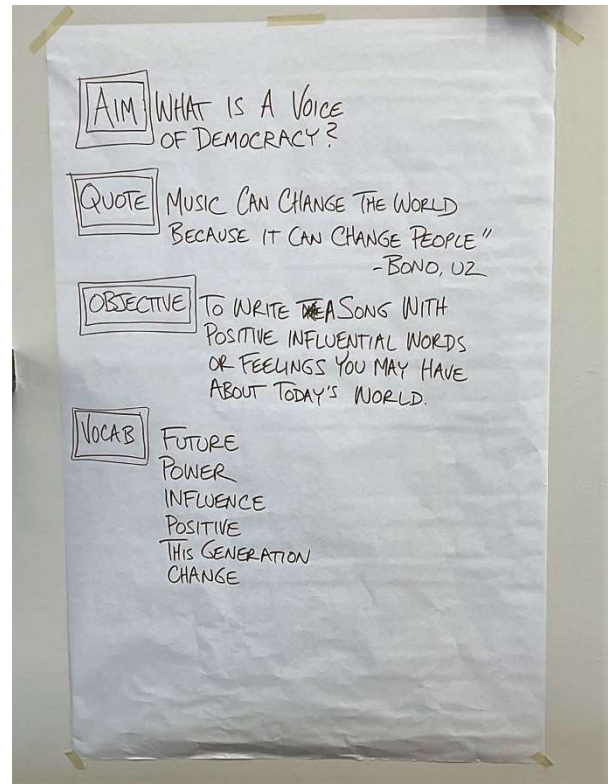 AIM WHAT IS A VOICE
OF DEMOCRACY?
QUOTE MUSIC CAN CHANGE THE WORLD
BECAUSE IT CAN CHANGE PEOPLE"
-BONO, U2
OBJECTIVE TO WRITE A SONG WITH
POSITIVE INFLUENTIAL WORDS
OR FEELINGS YOU MAY HAVE
ABOUT TODAY'S WORLD.
VOCAB FUTURE
POWER
INFLUENCE
POSITIVE
THIS GENERATION
CHANGE